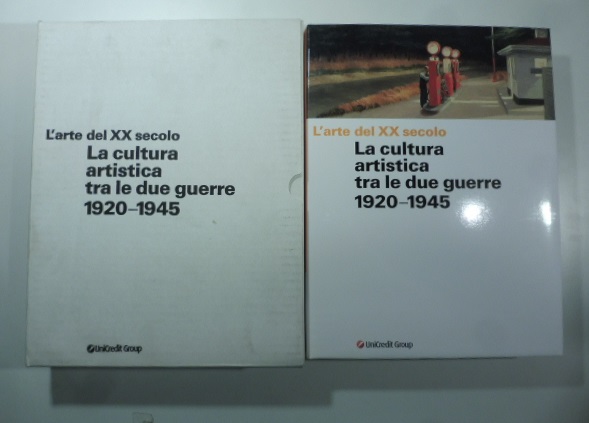 L'arte del XX secolo
La cultura
artistica
tra le due guerre
1920–1945
UniCredit Group
L'arte del XX secolo
La cultura
artistica
tra le due guerre
1920–1945
UniCredit Group